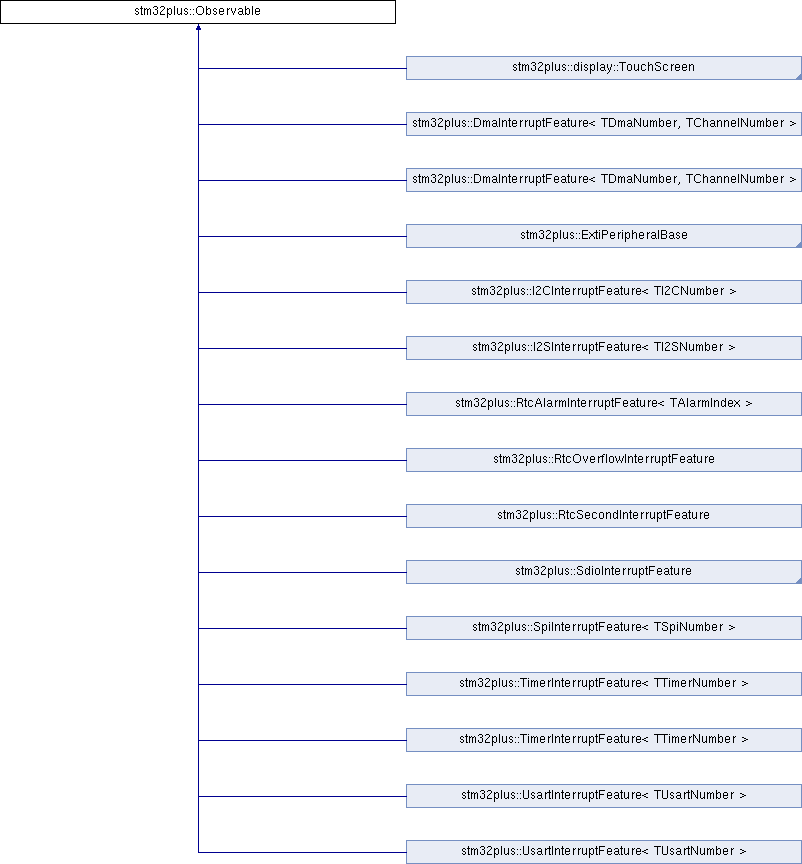 stm32plus::Observable
stm32plus::display::TouchScreen
stm32plus::DmaInterruptFeature< TDmaNumber, TChannelNumber >
stm32plus::DmaInterruptFeature< TDmaNumber, TChannelNumber >
stm32plus::ExtiPeripheralBase
stm32plus::I2CInterruptFeature< TI2CNumber >
stm32plus::I2SInterruptFeature< TI2SNumber >
stm32plus::RtcAlarmInterruptFeature< TAlarmIndex >
stm32plus::RtcOverflowInterruptFeature
stm32plus::RtcSecondInterruptFeature
stm32plus::SdioInterruptFeature
stm32plus::SpiInterruptFeature< TSpiNumber >
stm32plus::TimerInterruptFeature< TTimerNumber >
stm32plus::TimerInterruptFeature< TTimerNumber >
stm32plus::UsartInterruptFeature< TUsartNumber >
stm32plus::UsartInterruptFeature< TUsartNumber >